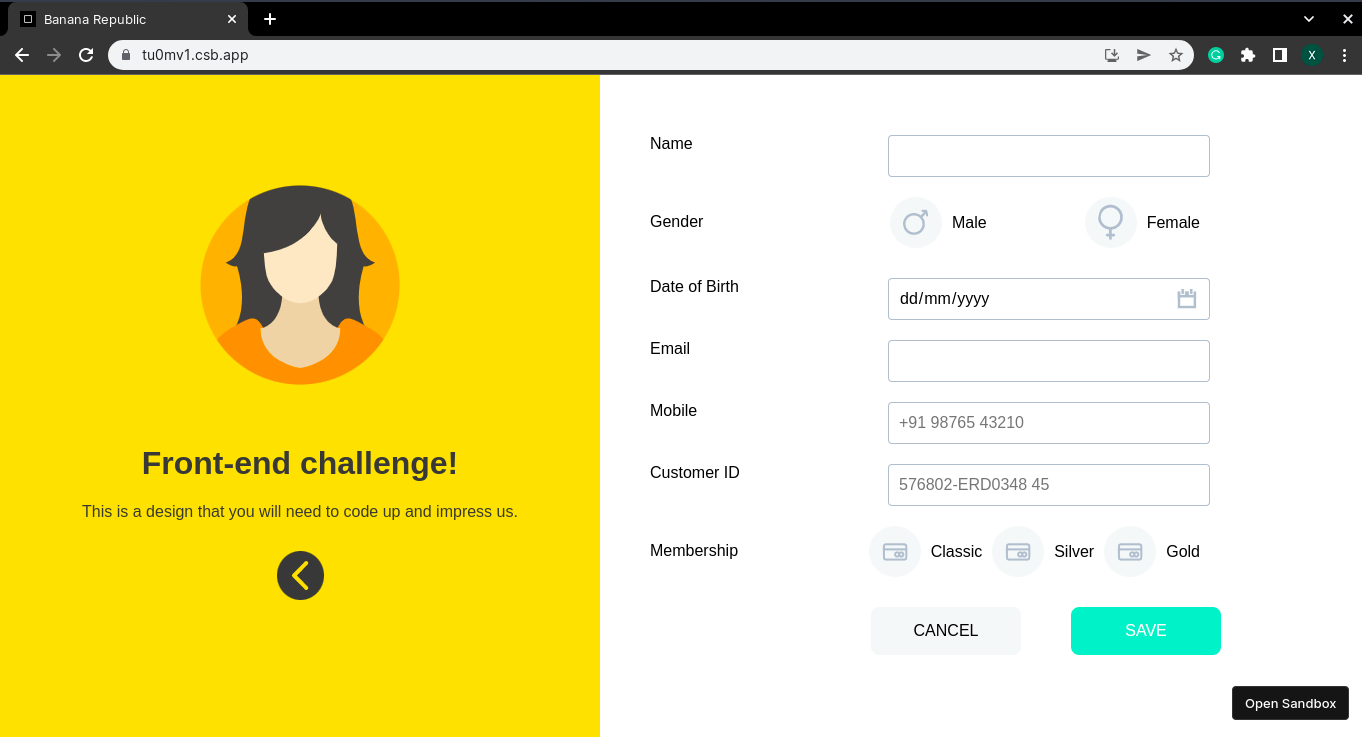 Banana Republic
tu0mv1.csb.app
X
Front-end challenge!
This is a design that you will need to code up and impress us.
Name
Gender Male Female
Date of Birth dd/mm/yyyy
Email
Mobile +91 98765 43210
Customer ID 576802-ERD0348 45
Membership Classic Silver Gold
CANCEL SAVE
Open Sandbox